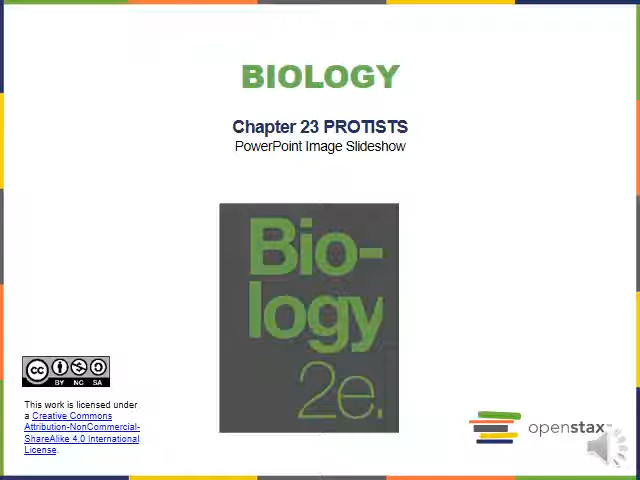 BIOLOGY
Chapter 23 PROTISTS
PowerPoint Image Slideshow
Bio-
logy
2e.
cc
BY NC SA
This work is licensed under
a Creative Commons
Attribution-NonCommercial-
ShareAlike 4.0 International
License.
openstax